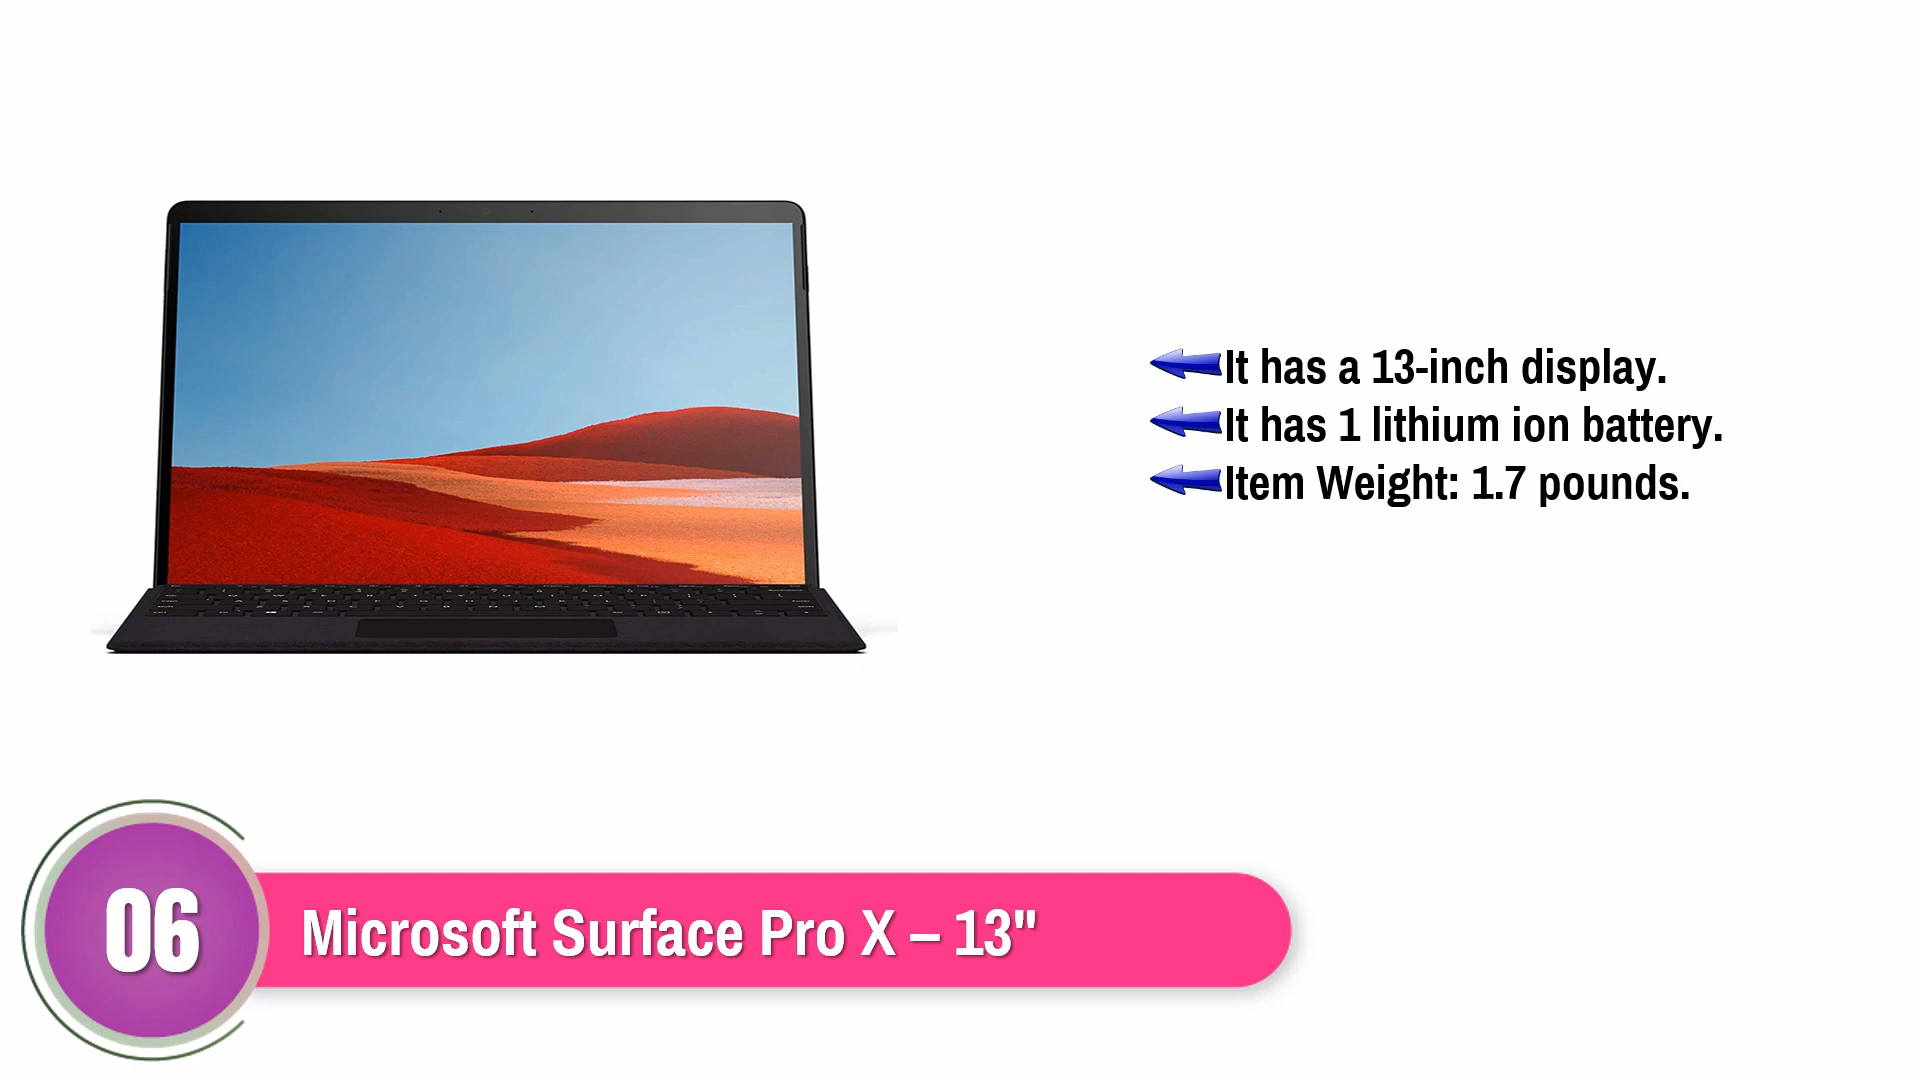 It has a 13-inch display.
It has 1 lithium ion battery.
Item Weight: 1.7 pounds.
06
Microsoft Surface Pro X – 13"